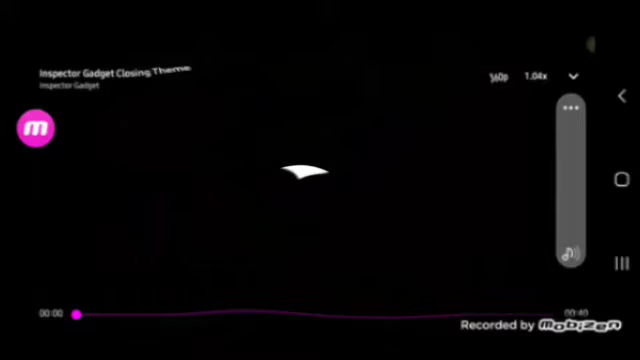 Inspector Gadget Closing Theme
Inspector Gadget
360p
1.04x
m
00:00
00:40
Recorded by mobizen